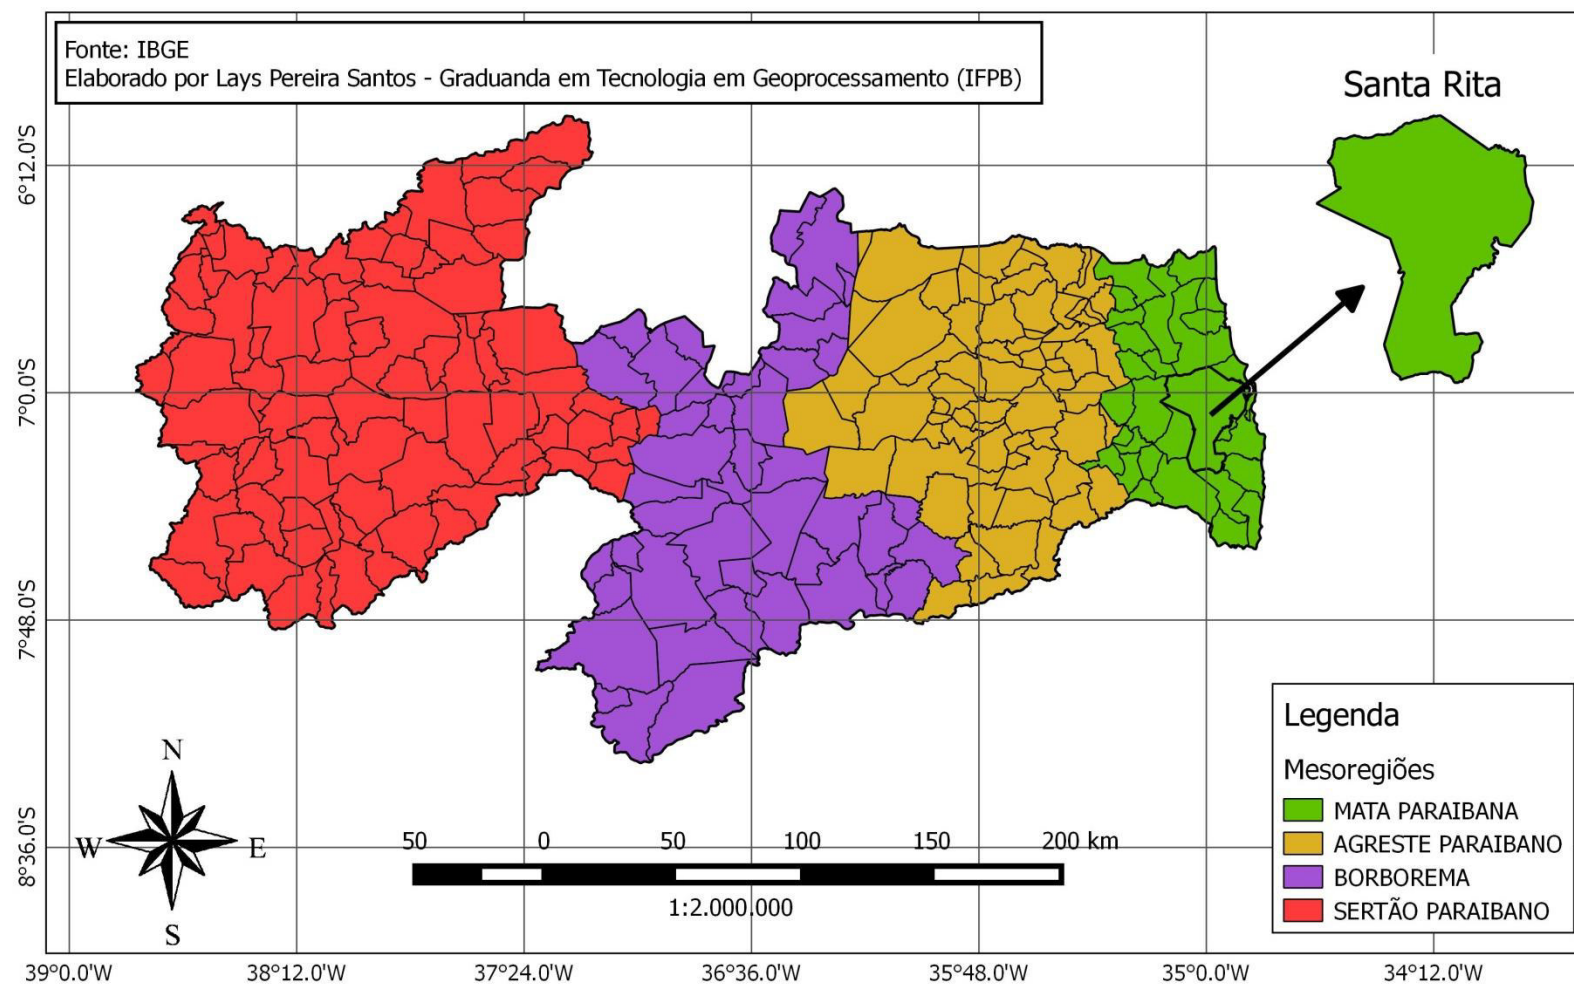 Fonte: IBGE
Elaborado por Lays Pereira Santos - Graduanda em Tecnologia em Geoprocessamento (IFPB)
Santa Rita
6°12.0'S
7°0.0'S
7°48.0'S
8°36.0'S
N
W E
S
50 0 50 100 150 200 km
1:2.000.000
Legenda
Mesoregiões
MATA PARAIBANA
AGRESTE PARAIBANO
BORBOREMA
SERTÃO PARAIBANO
39°0.0'W 38°12.0'W 37°24.0'W 36°36.0'W 35°48.0'W 35°0.0'W 34°12.0'W